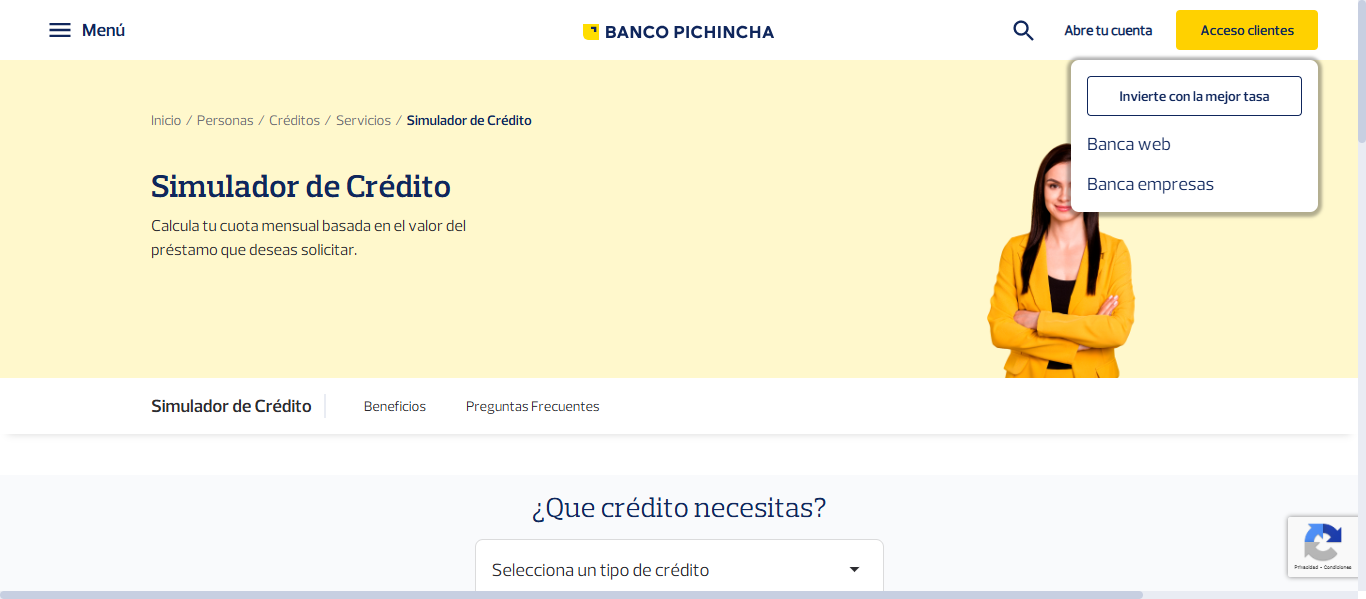 Menú
BANCO PICHINCHA
Abre tu cuenta
Acceso clientes
Invierte con la mejor tasa
Banca web
Banca empresas
Inicio / Personas / Créditos / Servicios / Simulador de Crédito
Simulador de Crédito
Calcula tu cuota mensual basada en el valor del
préstamo que deseas solicitar.
Simulador de Crédito
Beneficios
Preguntas Frecuentes
¿Que crédito necesitas?
Selecciona un tipo de crédito
Privacidad - Condiciones